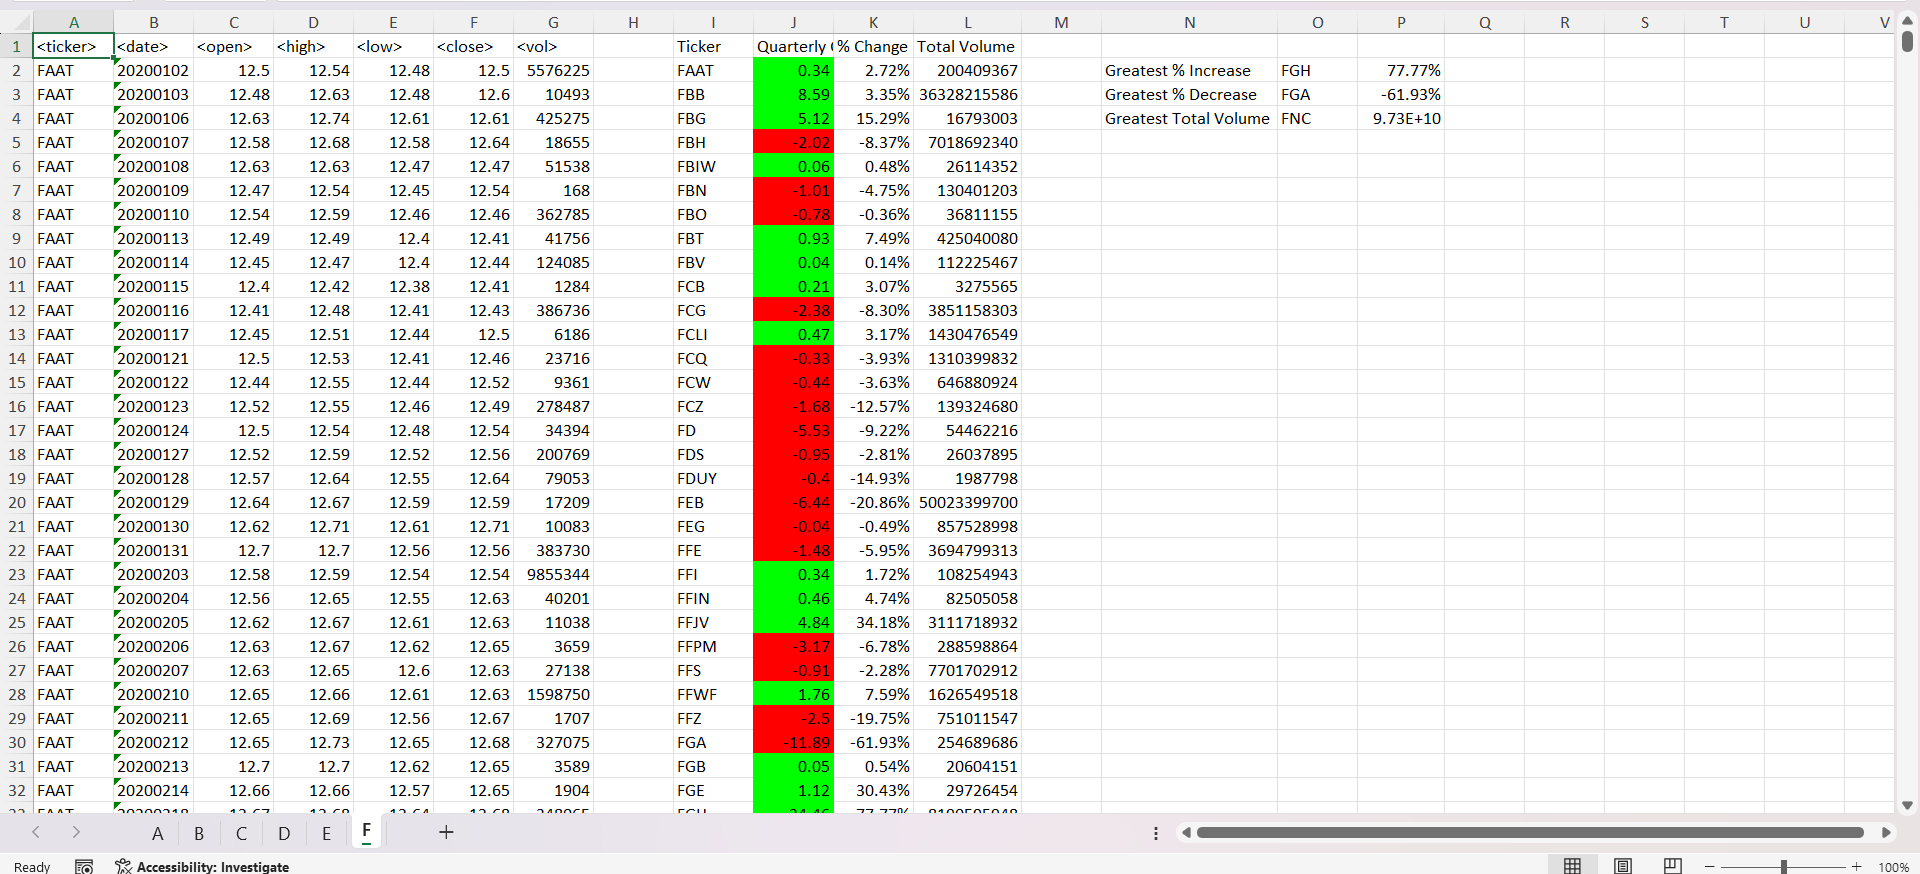 A B C D E F G H I J K L M N O P Q R S T U V
1 <ticker> <date> <open> <high> <low> <close> <vol> Ticker Quarterly ( % Change Total Volume
2 FAAT 20200102 12.5 12.54 12.48 12.5 5576225 FAAT 0.34 2.72% 200409367 Greatest % Increase FGH 77.77%
3 FAAT 20200103 12.48 12.63 12.48 12.6 10493 FBB 8.59 3.35% 36328215586 Greatest % Decrease FGA -61.93%
4 FAAT 20200106 12.63 12.74 12.61 12.61 425275 FBG 5.12 15.29% 16793003 Greatest Total Volume FNC 9.73E+10
5 FAAT 20200107 12.58 12.68 12.58 12.64 18655 FBH -2.02 -8.37% 7018692340
6 FAAT 20200108 12.63 12.63 12.47 12.47 51538 FBIW 0.06 0.48% 26114352
7 FAAT 20200109 12.47 12.54 12.45 12.54 168 FBN -1.01 -4.75% 130401203
8 FAAT 20200110 12.54 12.59 12.46 12.46 362785 FBO -0.78 -0.36% 36811155
9 FAAT 20200113 12.49 12.49 12.4 12.41 41756 FBT 0.93 7.49% 425040080
10 FAAT 20200114 12.45 12.47 12.4 12.44 124085 FBV 0.04 0.14% 112225467
11 FAAT 20200115 12.4 12.42 12.38 12.41 1284 FCB 0.21 3.07% 3275565
12 FAAT 20200116 12.41 12.48 12.41 12.43 386736 FCG -2.38 -8.30% 3851158303
13 FAAT 20200117 12.45 12.51 12.44 12.5 6186 FCLI 0.47 3.17% 1430476549
14 FAAT 20200121 12.5 12.53 12.41 12.46 23716 FCQ -0.33 -3.93% 1310399832
15 FAAT 20200122 12.44 12.55 12.44 12.52 9361 FCW -0.44 -3.63% 646880924
16 FAAT 20200123 12.52 12.55 12.46 12.49 278487 FCZ -1.68 -12.57% 139324680
17 FAAT 20200124 12.5 12.54 12.48 12.54 34394 FD -5.53 -9.22% 54462216
18 FAAT 20200127 12.52 12.59 12.52 12.56 200769 FDS -0.95 -2.81% 26037895
19 FAAT 20200128 12.57 12.64 12.55 12.64 79053 FDUY -0.4 -14.93% 1987798
20 FAAT 20200129 12.64 12.67 12.59 12.59 17209 FEB -6.44 -20.86% 50023399700
21 FAAT 20200130 12.62 12.71 12.61 12.71 10083 FEG -0.04 -0.49% 857528998
22 FAAT 20200131 12.7 12.7 12.56 12.56 383730 FFE -1.48 -5.95% 3694799313
23 FAAT 20200203 12.58 12.59 12.54 12.54 9855344 FFI 0.34 1.72% 108254943
24 FAAT 20200204 12.56 12.65 12.55 12.63 40201 FFIN 0.46 4.74% 82505058
25 FAAT 20200205 12.62 12.67 12.61 12.63 11038 FFJV 4.84 34.18% 3111718932
26 FAAT 20200206 12.63 12.67 12.62 12.65 3659 FFPM -3.17 -6.78% 288598864
27 FAAT 20200207 12.63 12.65 12.6 12.63 27138 FFS -0.91 -2.28% 7701702912
28 FAAT 20200210 12.65 12.66 12.61 12.63 1598750 FFWF 1.76 7.59% 1626549518
29 FAAT 20200211 12.65 12.69 12.56 12.67 1707 FFZ -2.5 -19.75% 751011547
30 FAAT 20200212 12.65 12.73 12.65 12.68 327075 FGA -11.89 -61.93% 254689686
31 FAAT 20200213 12.7 12.7 12.62 12.65 3589 FGB 0.05 0.54% 20604151
32 FAAT 20200214 12.66 12.66 12.57 12.65 1904 FGE 1.12 30.43% 29726454
A B C D E F +
Ready Accessibility: Investigate 100%